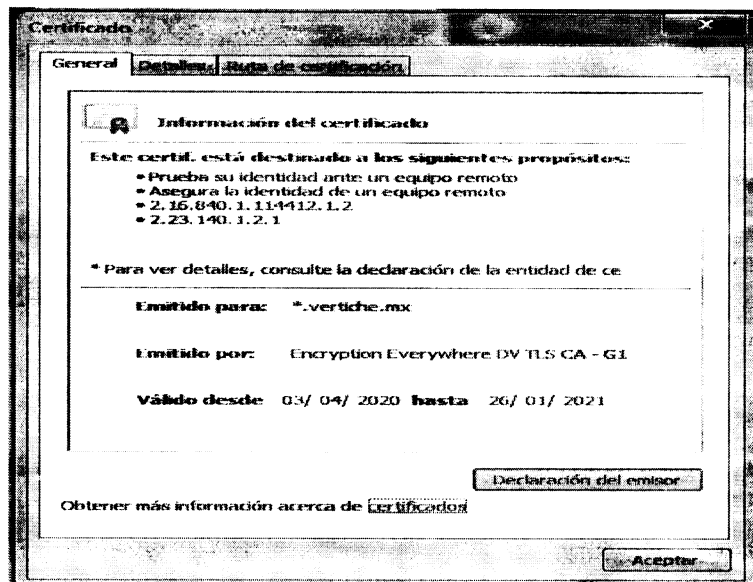 Certificado
General Detalles Ruta de certificación
Información del certificado
Este certif. está destinado a los siguientes propósitos:
• Prueba su identidad ante un equipo remoto
• Asegura la identidad de un equipo remoto
• 2.16.840.1.114412.1.2
• 2.23.140.1.2.1
* Para ver detalles, consulte la declaración de la entidad de ce
Emitido para: *.vertiche.mx
Emitido por: Encryption Everywhere DV TLS CA - G1
Válido desde 03/ 04/ 2020 hasta 26/ 01/ 2021
Declaración del emisor
Obtener más información acerca de certificados
Aceptar